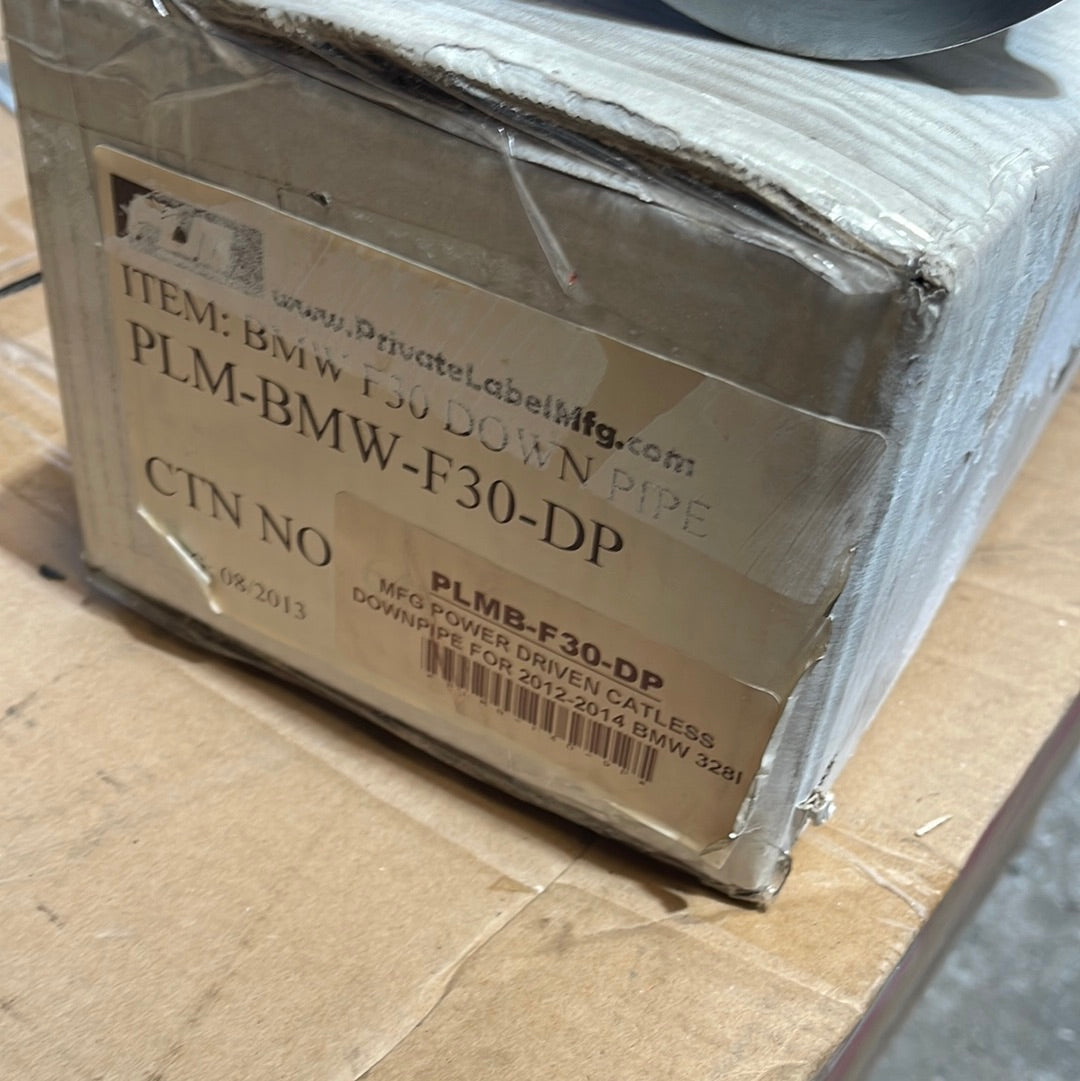 www.PrivateLabelMfg.com
ITEM: BMW F30 DOWN PIPE
PLM-BMW-F30-DP
CTN NO
08/2013
PLMB-F30-DP
MFG POWER DRIVEN CATLESS
DOWNPIPE FOR 2012-2014 BMW 328I